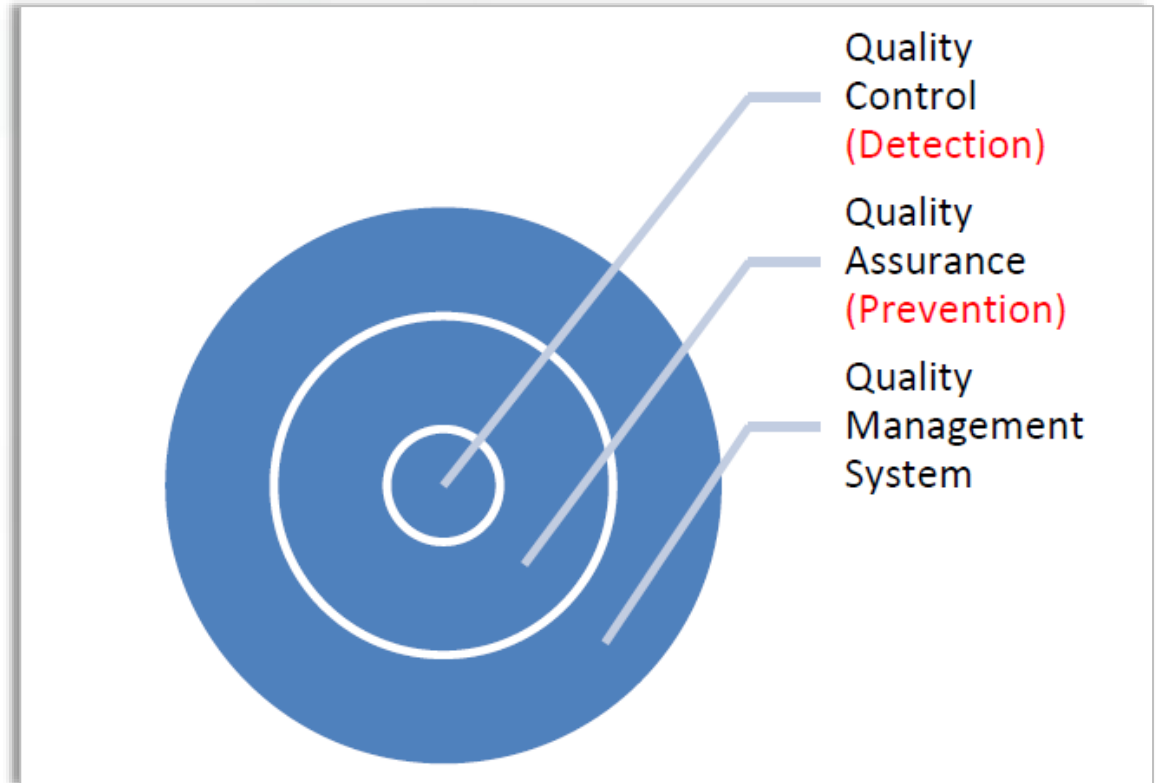 Quality
Control
(Detection)
Quality
Assurance
(Prevention)
Quality
Management
System